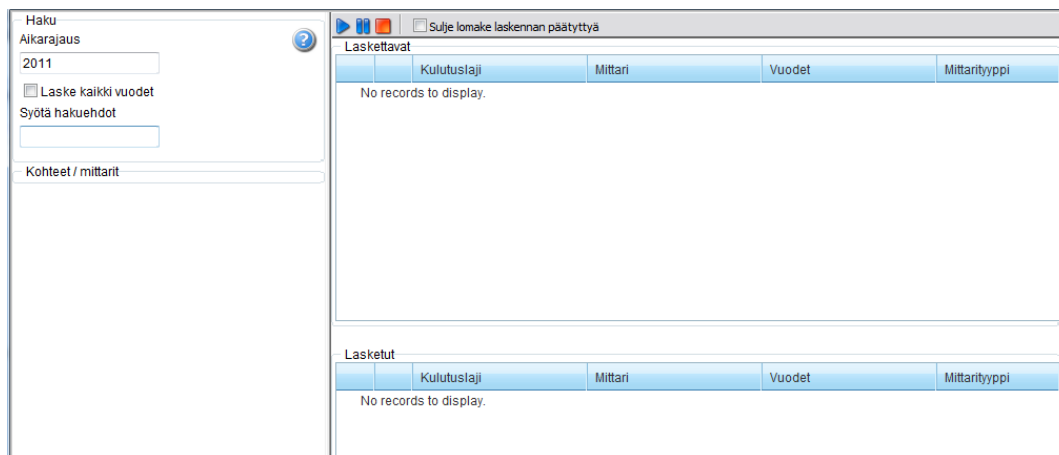 Haku
Aikarajaus
2011
Laske kaikki vuodet
Syötä hakuehdot
Kohteet / mittarit
Sulje lomake laskennan päätyttyä
Laskettavat
Kulutuslaji Mittari Vuodet Mittarityyppi
No records to display.
Lasketut
Kulutuslaji Mittari Vuodet Mittarityyppi
No records to display.